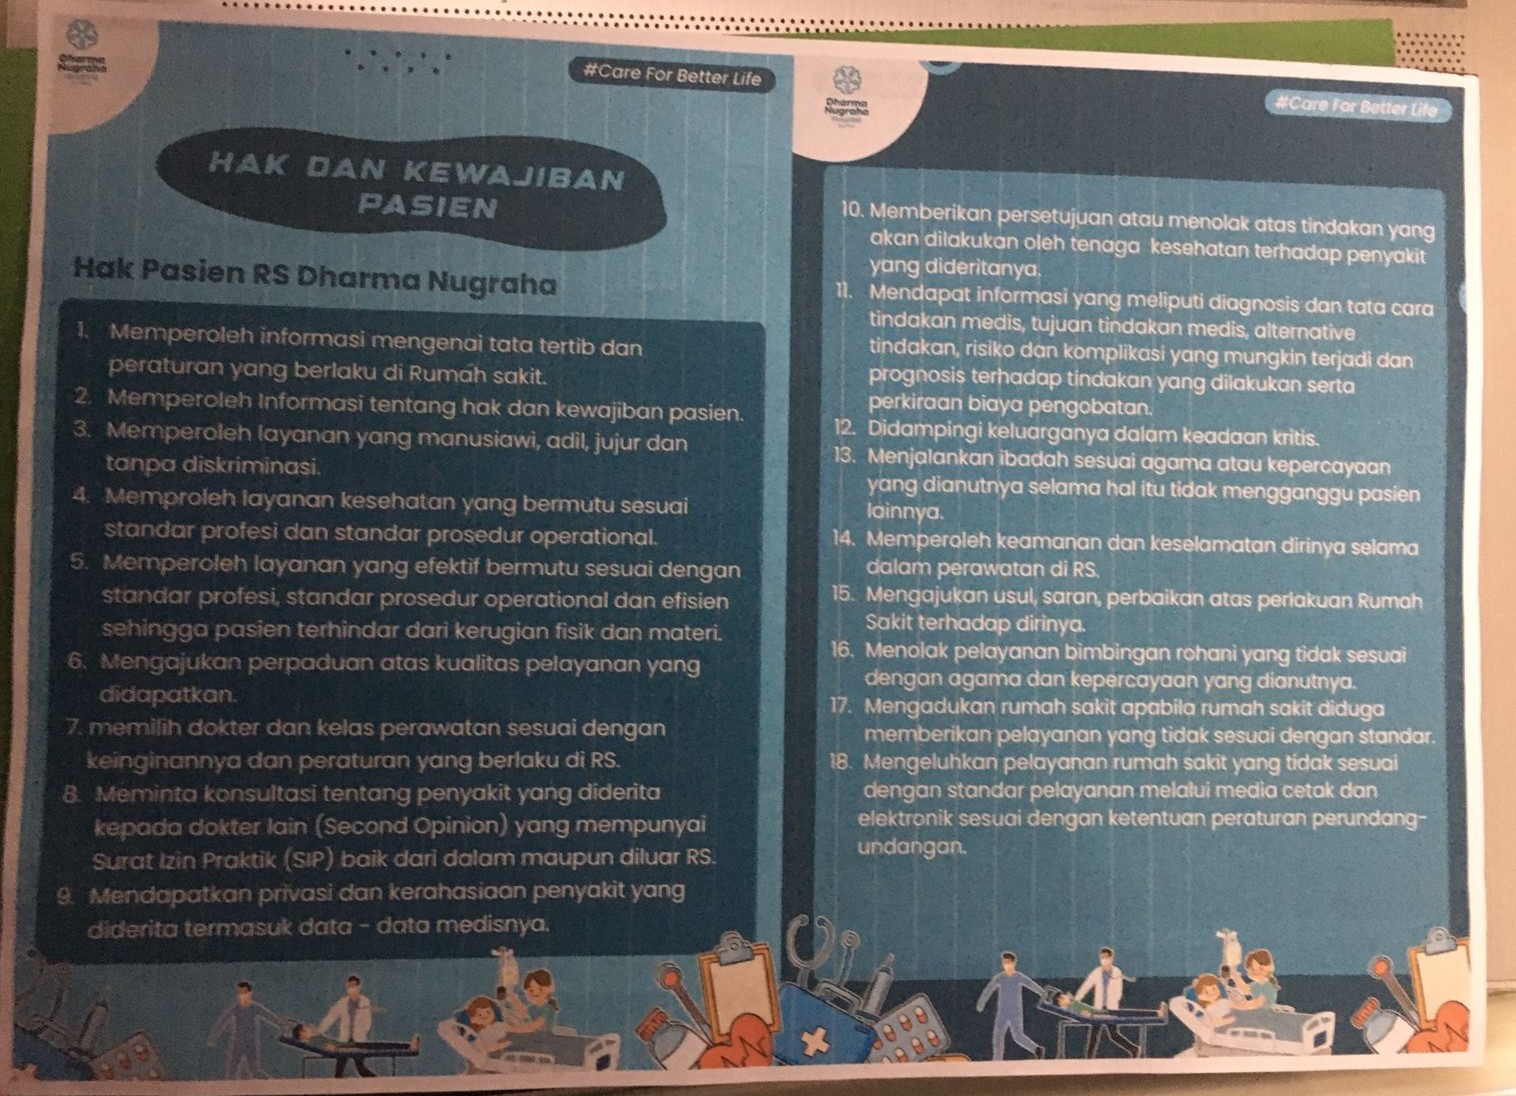 Dharma
Nugraha
#Care For Better Life
HAK DAN KEWAJIBAN
PASIEN
Hak Pasien RS Dharma Nugraha
1. Memperoleh informasi mengenai tata tertib dan
peraturan yang berlaku di Rumah sakit.
2. Memperoleh Informasi tentang hak dan kewajiban pasien.
3. Memperoleh layanan yang manusiawi, adil, jujur dan
tanpa diskriminasi.
4. Memproleh layanan kesehatan yang bermutu sesuai
standar profesi dan standar prosedur operational.
5. Memperoleh layanan yang efektif bermutu sesuai dengan
standar profesi, standar prosedur operational dan efisien
sehingga pasien terhindar dari kerugian fisik dan materi.
6. Mengajukan perpaduan atas kualitas pelayanan yang
didapatkan.
7. memilih dokter dan kelas perawatan sesuai dengan
keinginannya dan peraturan yang berlaku di RS.
8. Meminta konsultasi tentang penyakit yang diderita
kepada dokter lain (Second Opinion) yang mempunyai
Surat Izin Praktik (SIP) baik dari dalam maupun diluar RS.
9. Mendapatkan privasi dan kerahasiaan penyakit yang
diderita termasuk data - data medisnya.
Dharma
Nugraha
Hospital
#Care For Better Life
10. Memberikan persetujuan atau menolak atas tindakan yang
akan dilakukan oleh tenaga kesehatan terhadap penyakit
yang dideritanya.
11. Mendapat informasi yang meliputi diagnosis dan tata cara
tindakan medis, tujuan tindakan medis, alternative
tindakan, risiko dan komplikasi yang mungkin terjadi dan
prognosis terhadap tindakan yang dilakukan serta
perkiraan biaya pengobatan.
12. Didampingi keluarganya dalam keadaan kritis.
13. Menjalankan ibadah sesuai agama atau kepercayaan
yang dianutnya selama hal itu tidak mengganggu pasien
lainnya.
14. Memperoleh keamanan dan keselamatan dirinya selama
dalam perawatan di RS.
15. Mengajukan usul, saran, perbaikan atas perlakuan Rumah
Sakit terhadap dirinya.
16. Menolak pelayanan bimbingan rohani yang tidak sesuai
dengan agama dan kepercayaan yang dianutnya.
17. Mengadukan rumah sakit apabila rumah sakit diduga
memberikan pelayanan yang tidak sesuai dengan standar.
18. Mengeluhkan pelayanan rumah sakit yang tidak sesuai
dengan standar pelayanan melalui media cetak dan
elektronik sesuai dengan ketentuan peraturan perundang-
undangan.